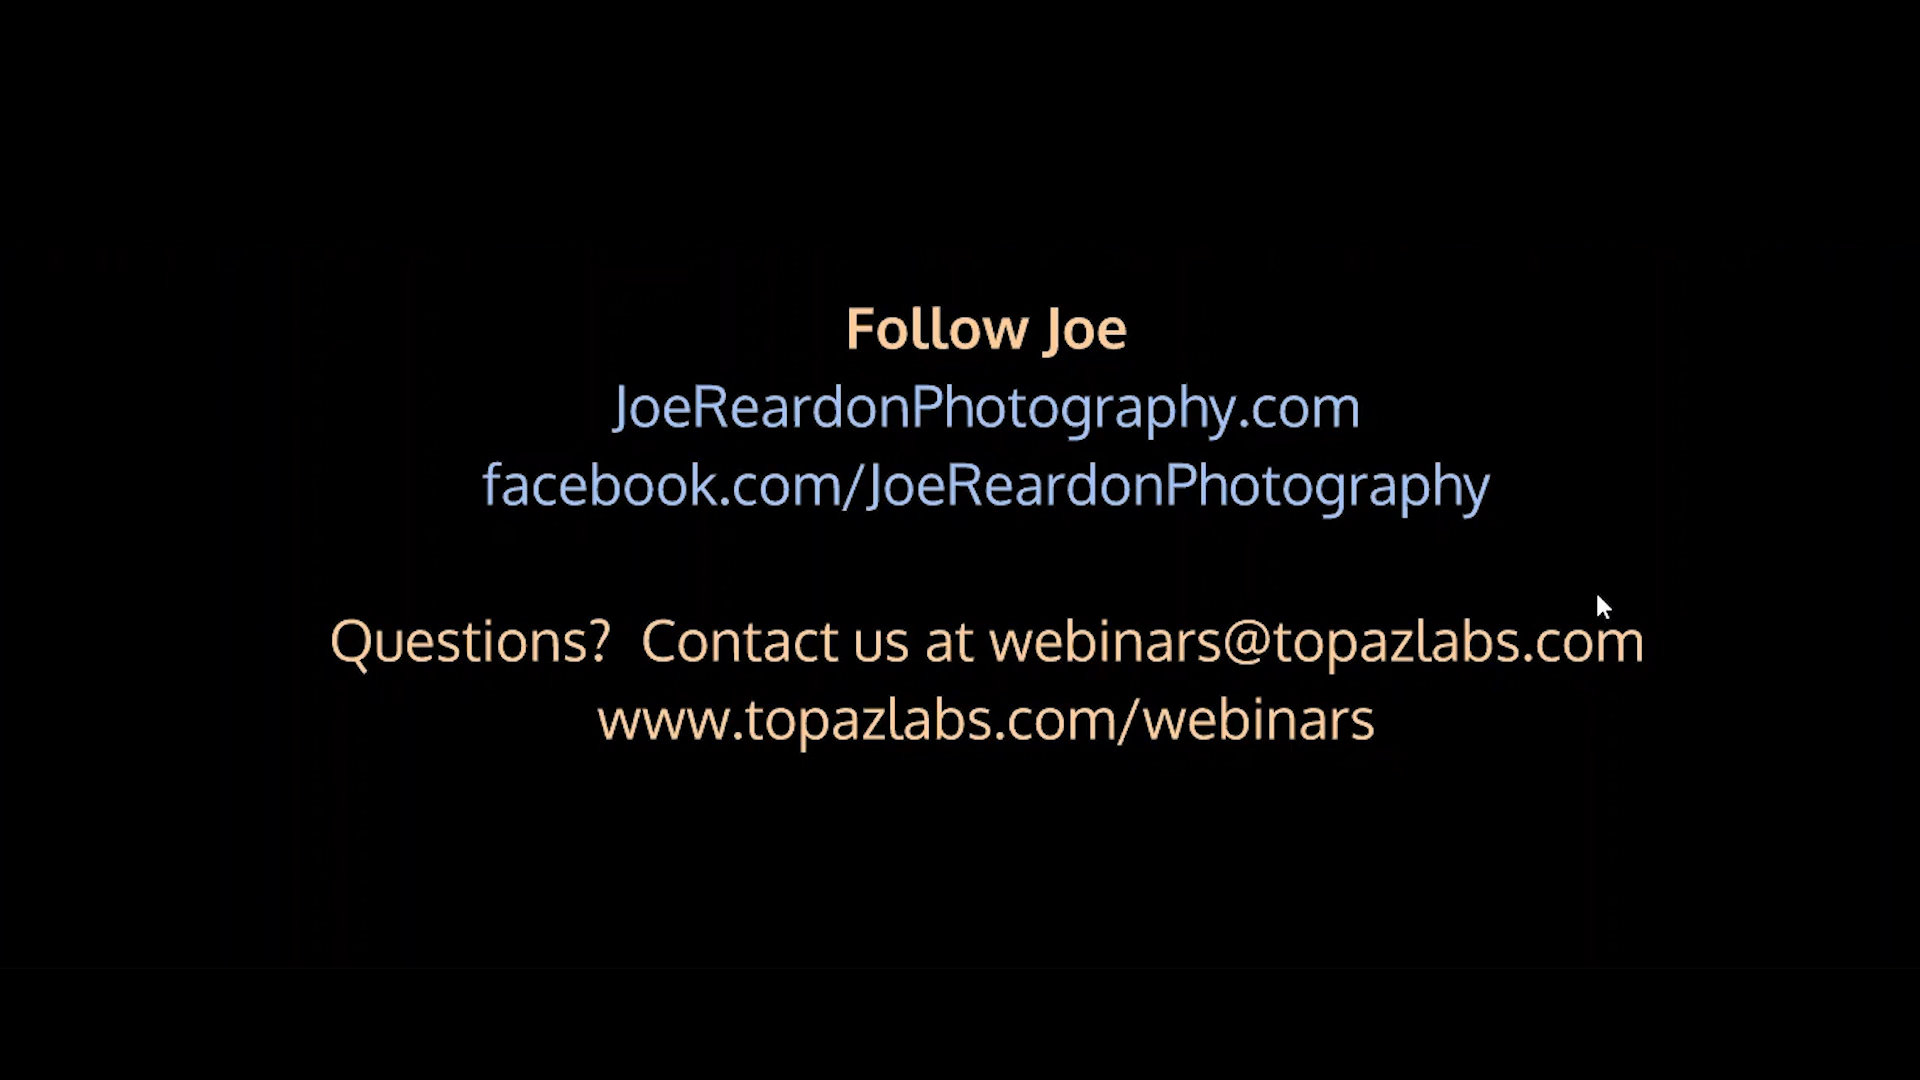 Follow Joe
JoeReardonPhotography.com
facebook.com/JoeReardonPhotography
Questions?  Contact us at webinars@topazlabs.com
www.topazlabs.com/webinars